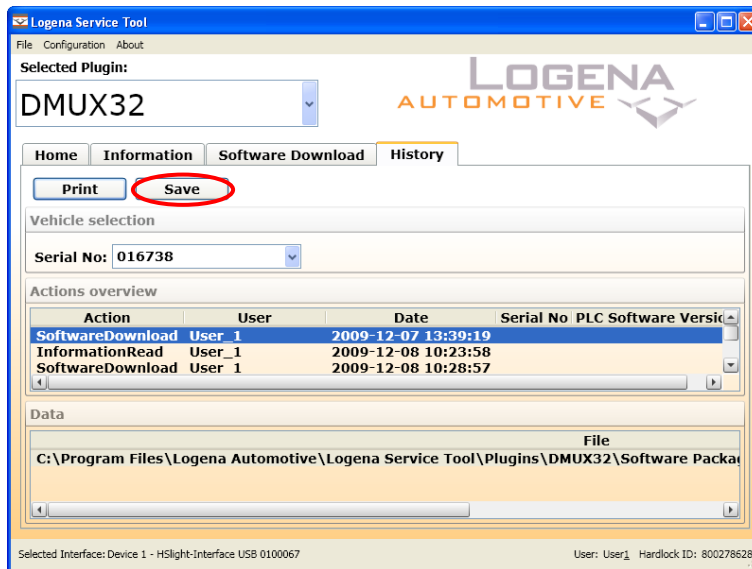 Logena Service Tool
File Configuration About
Selected Plugin:
LOGENA
DMUX32
AUTOMOTIVE
Home Information Software Download History
Print Save
Vehicle selection
Serial No: 016738
Actions overview
Action User Date Serial No PLC Software Versic
SoftwareDownload User_1 2009-12-07 13:39:19
InformationRead User_1 2009-12-08 10:23:58
SoftwareDownload User_1 2009-12-08 10:28:57
Data
File
C:\Program Files\Logena Automotive\Logena Service Tool\Plugins\DMUX32\Software Packa
Selected Interface: Device 1 - HSlight-Interface USB 0100067 User: User1 Hardlock ID: 800278628